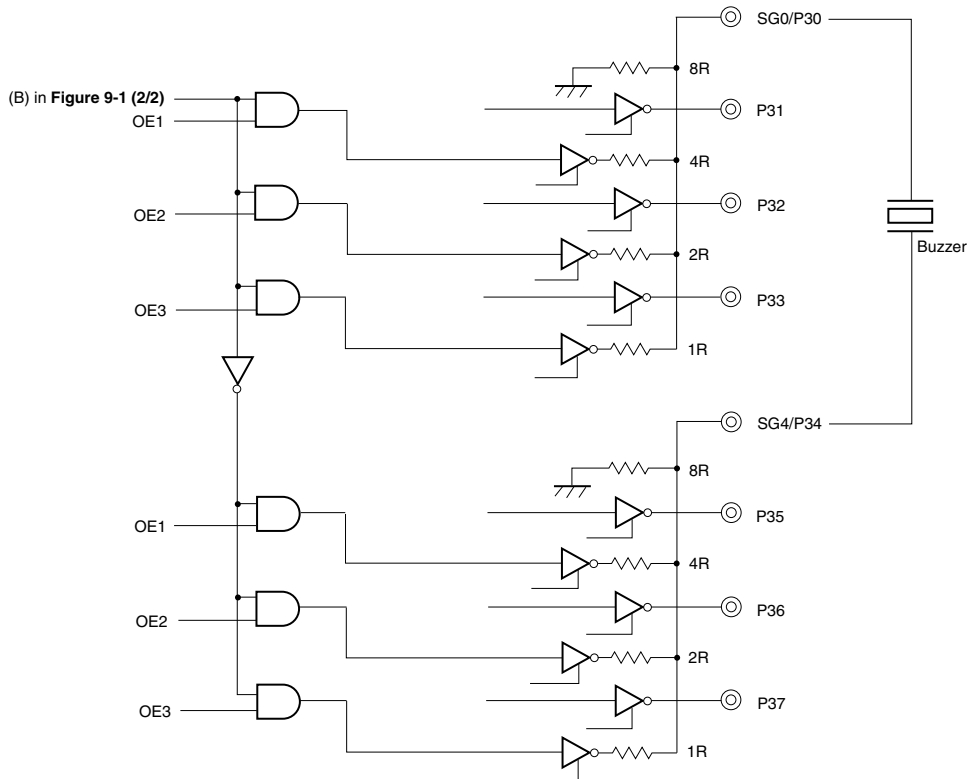 SG0/P30
8R
(B) in Figure 9-1 (2/2)
P31
OE1
4R
P32
OE2
Buzzer
2R
P33
OE3
1R
SG4/P34
8R
P35
OE1
4R
P36
OE2
2R
P37
OE3
1R